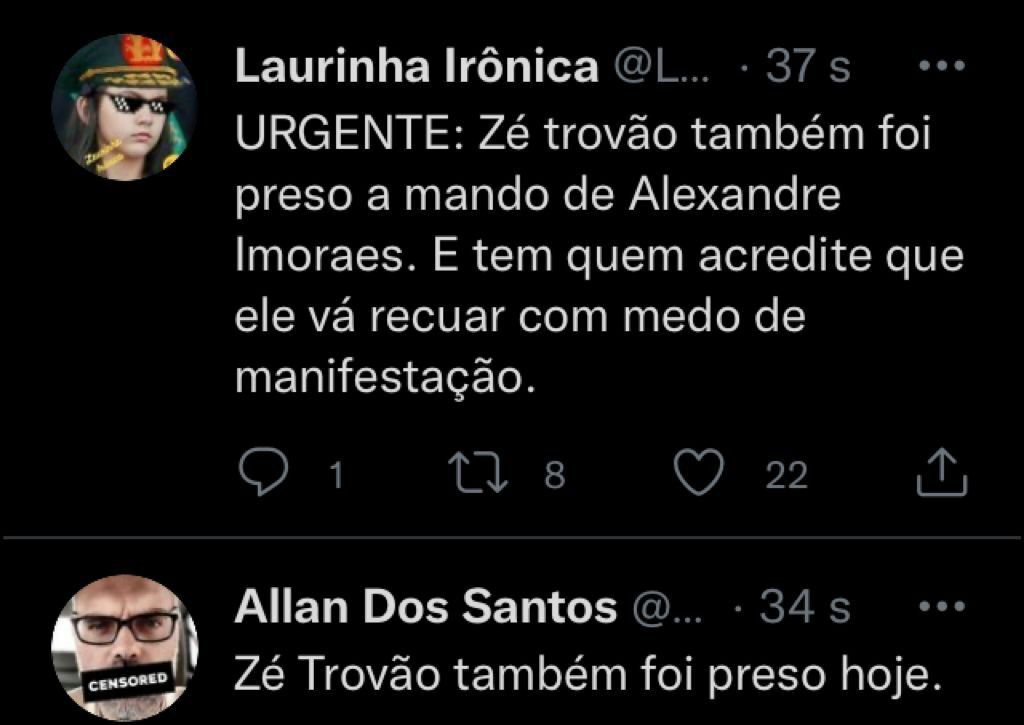 Laurinha Irônica @L... · 37 s
URGENTE: Zé trovão também foi
preso a mando de Alexandre
Imoraes. E tem quem acredite que
ele vá recuar com medo de
manifestação.
1 8 22
Allan Dos Santos @... · 34 s
CENSORED
Zé Trovão também foi preso hoje.